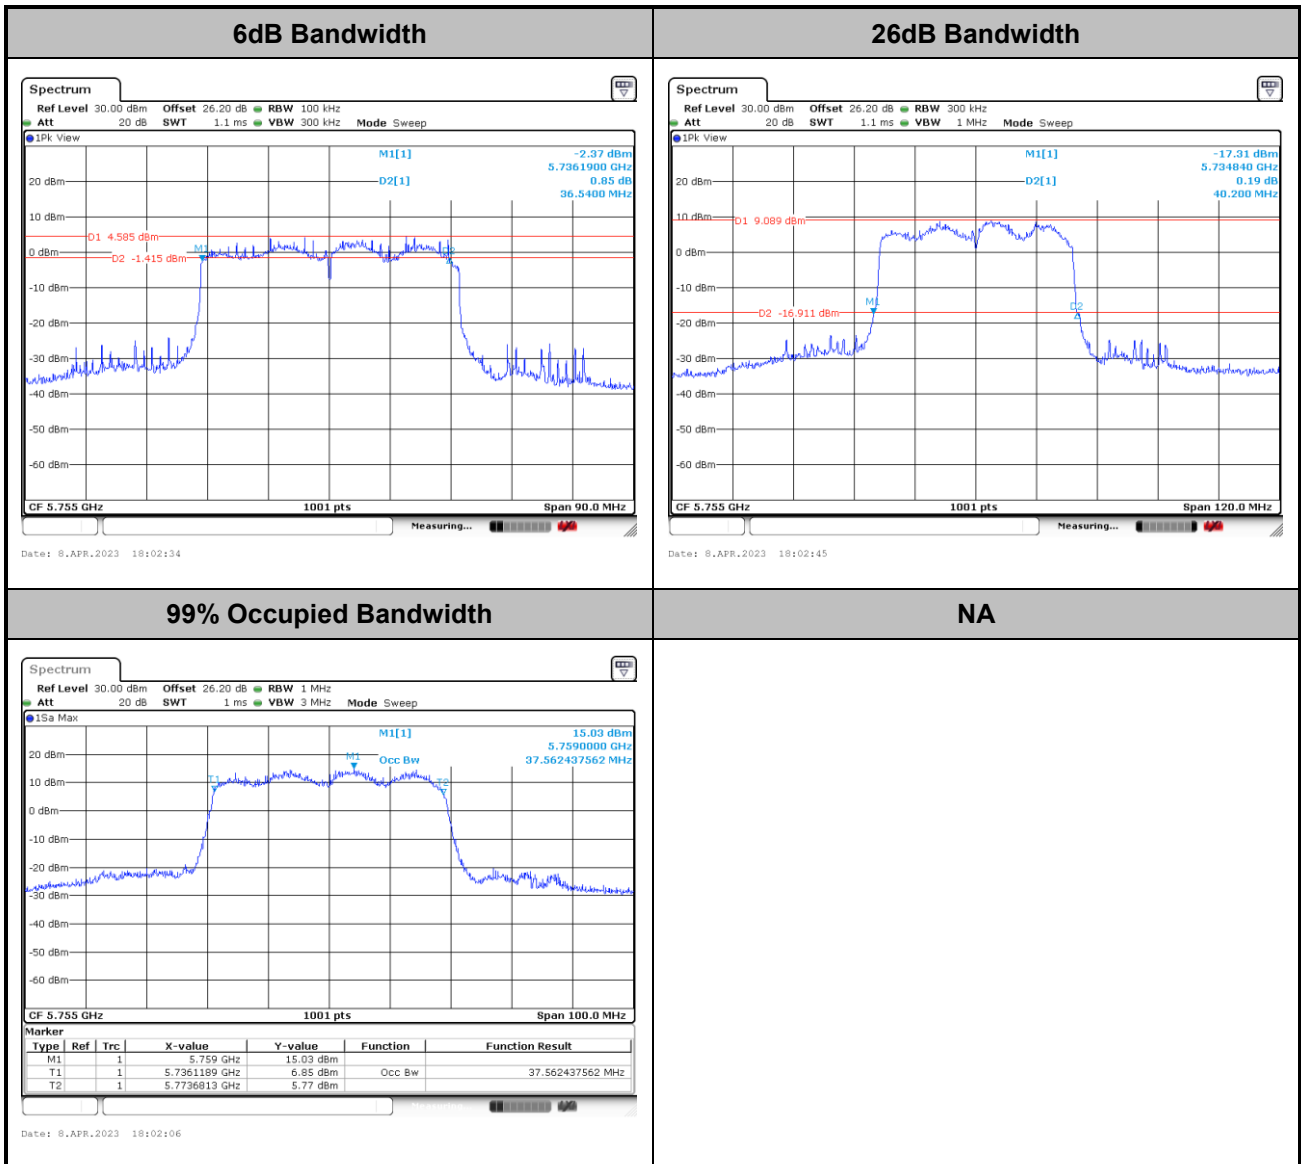 6dB Bandwidth
26dB Bandwidth
Spectrum
Ref Level 30.00 dBm Offset 26.20 dB RBW 100 kHz
Att 20 dB SWT 1.1 ms VBW 300 kHz Mode Sweep
1Pk View
M1[1] -2.37 dBm
5.7361900 GHz
D2[1] 0.85 dB
36.5400 MHz
20 dBm
10 dBm
D1 4.585 dBm
M1
D2
0 dBm
D2 -1.415 dBm
-10 dBm
-20 dBm
-30 dBm
-40 dBm
-50 dBm
-60 dBm
CF 5.755 GHz 1001 pts Span 90.0 MHz
Measuring...
Date: 8.APR.2023 18:02:34
Spectrum
Ref Level 30.00 dBm Offset 26.20 dB RBW 300 kHz
Att 20 dB SWT 1.1 ms VBW 1 MHz Mode Sweep
1Pk View
M1[1] -17.31 dBm
5.734840 GHz
D2[1] 0.19 dB
40.200 MHz
20 dBm
10 dBm
D1 9.089 dBm
0 dBm
-10 dBm
M1
D2
D2 -16.911 dBm
-20 dBm
-30 dBm
-40 dBm
-50 dBm
-60 dBm
CF 5.755 GHz 1001 pts Span 120.0 MHz
Measuring...
Date: 8.APR.2023 18:02:45
99% Occupied Bandwidth
NA
Spectrum
Ref Level 30.00 dBm Offset 26.20 dB RBW 1 MHz
Att 20 dB SWT 1 ms VBW 3 MHz Mode Sweep
1Sa Max
M1[1] 15.03 dBm
5.7590000 GHz
Occ Bw 37.562437562 MHz
20 dBm
M1
10 dBm
T1
T2
0 dBm
-10 dBm
-20 dBm
-30 dBm
-40 dBm
-50 dBm
-60 dBm
CF 5.755 GHz 1001 pts Span 100.0 MHz
Marker
Type Ref Trc X-value Y-value Function Function Result
M1 1 5.759 GHz 15.03 dBm
T1 1 5.7361189 GHz 6.85 dBm Occ Bw 37.562437562 MHz
T2 1 5.7736813 GHz 5.77 dBm
Measuring...
Date: 8.APR.2023 18:02:06